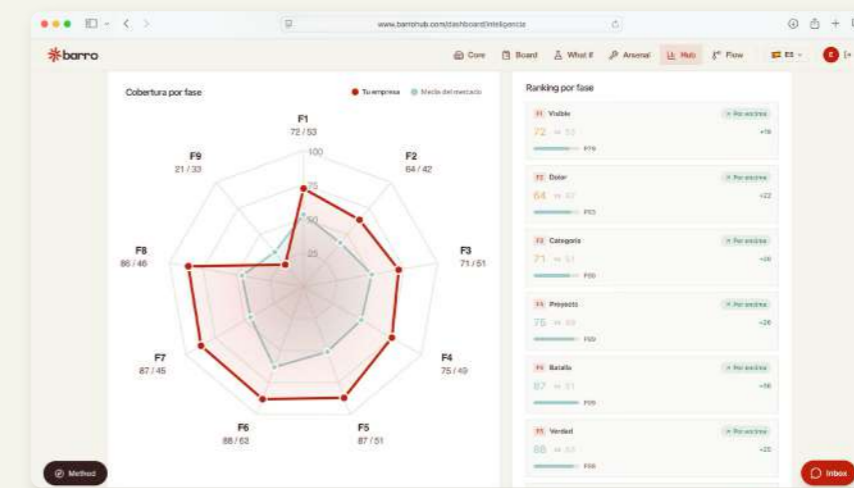 www.barrohub.com/dashboard/inteligencia
barro
Core
Board
What If
Arsenal
Hub
Flow
ES
E
Cobertura por fase
Tu empresa
Media del mercado
F1
72 / 53
F2
64 / 42
F3
71 / 51
F4
75 / 49
F5
87 / 51
F6
88 / 63
F7
87 / 45
F8
86 / 46
F9
21 / 33
100
75
50
25
Ranking por fase
F1 Visible
Por encima
72
+19
P79
F2 Dolor
Por encima
64
+22
F3 Categoría
Por encima
71
F4 Proyecto
Por encima
75
+26
F5 Batalla
Por encima
87
+36
Verdad
Por encima
88
+25
Method
Inbox